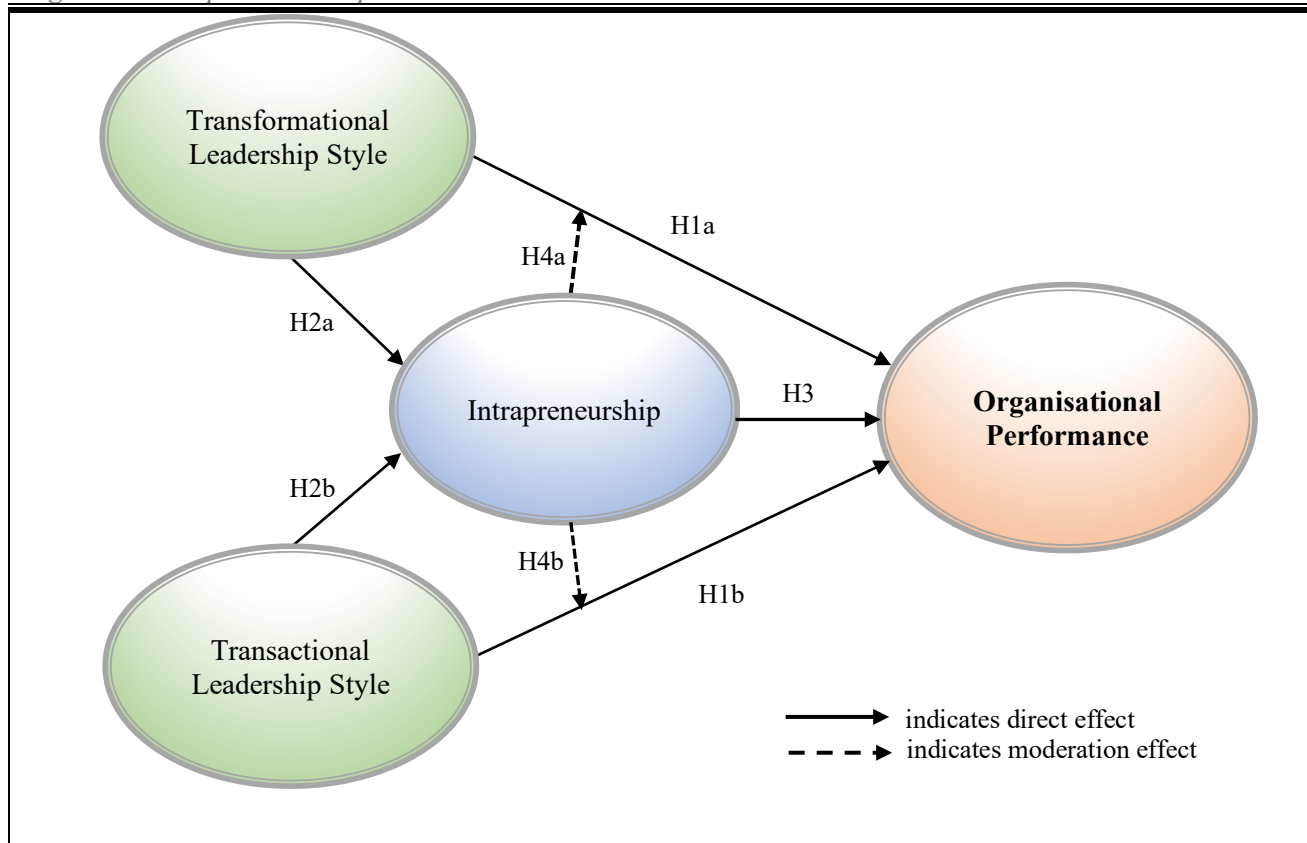 Transformational
Leadership Style
H1a
H4a
H2a
Intrapreneurship
H3
Organisational
Performance
H2b
H4b
H1b
Transactional
Leadership Style
indicates direct effect
indicates moderation effect